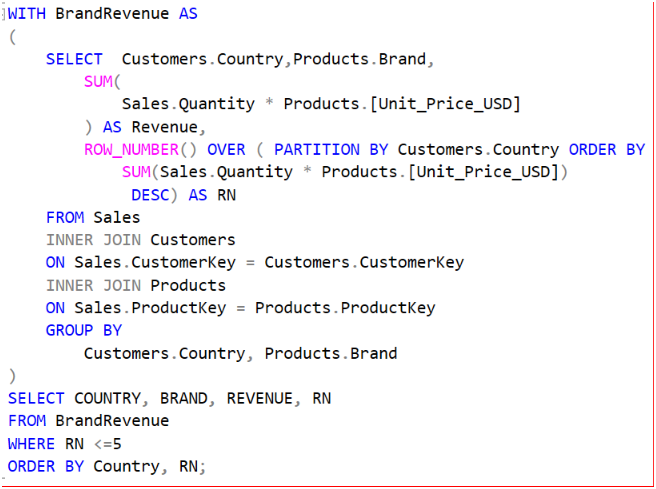 WITH BrandRevenue AS
(
SELECT  Customers.Country,Products.Brand,
SUM(
Sales.Quantity * Products.[Unit_Price_USD]
) AS Revenue,
ROW_NUMBER() OVER ( PARTITION BY Customers.Country ORDER BY
SUM(Sales.Quantity * Products.[Unit_Price_USD])
DESC) AS RN
FROM Sales
INNER JOIN Customers
ON Sales.CustomerKey = Customers.CustomerKey
INNER JOIN Products
ON Sales.ProductKey = Products.ProductKey
GROUP BY
Customers.Country, Products.Brand
)
SELECT COUNTRY, BRAND, REVENUE, RN
FROM BrandRevenue
WHERE RN <=5
ORDER BY Country, RN;